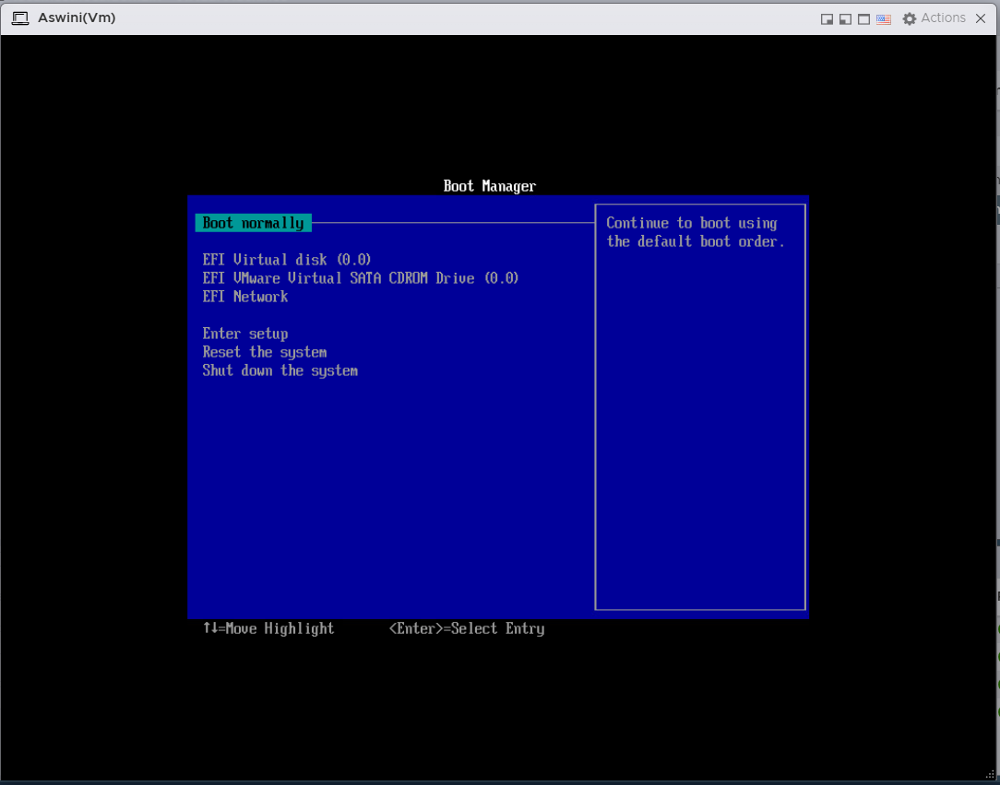 Aswini(Vm)
Actions
Boot Manager
Boot normally
Continue to boot using
the default boot order.
EFI Virtual disk (0.0)
EFI VMware Virtual SATA CDROM Drive (0.0)
EFI Network
Enter setup
Reset the system
Shut down the system
↑↓=Move Highlight <Enter>=Select Entry